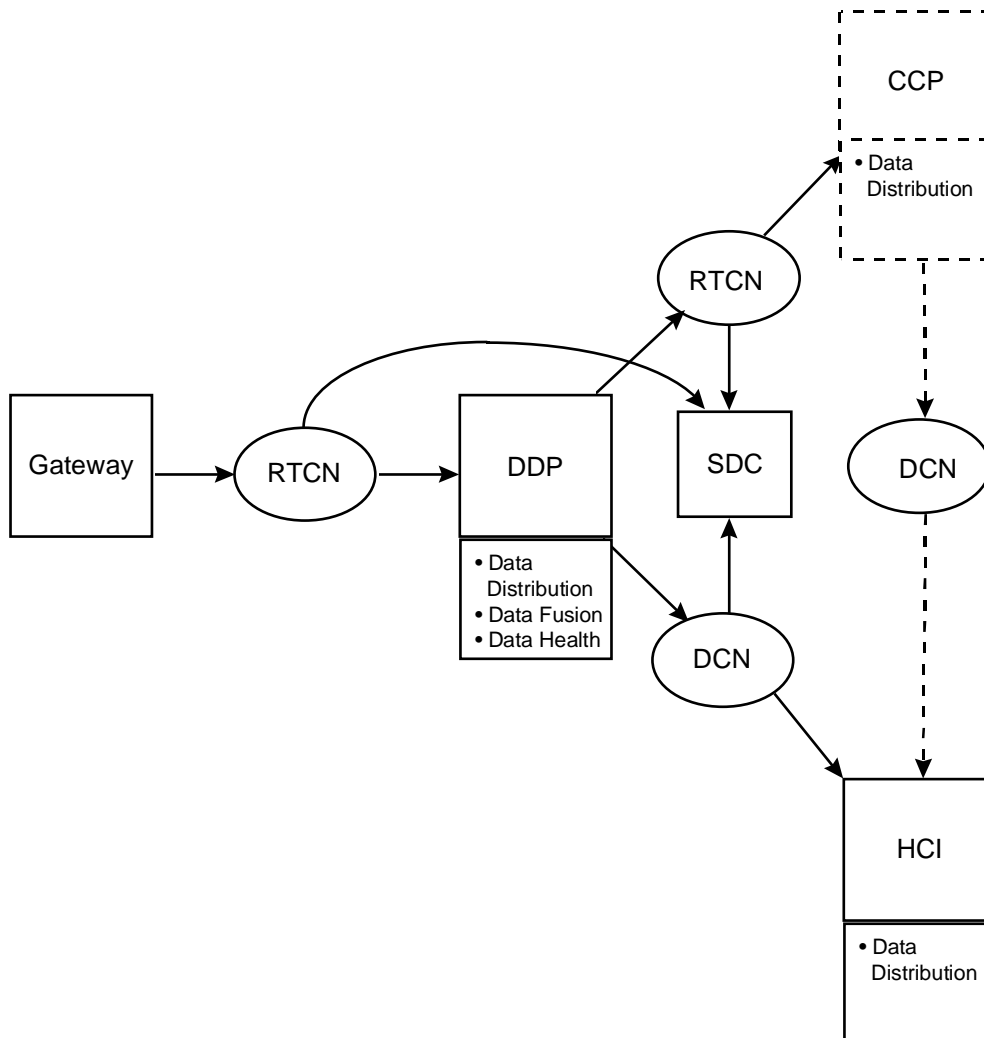 CCP
• Data
Distribution
RTCN
Gateway
RTCN
DDP
SDC
DCN
• Data
Distribution
• Data Fusion
• Data Health
DCN
HCI
• Data
Distribution